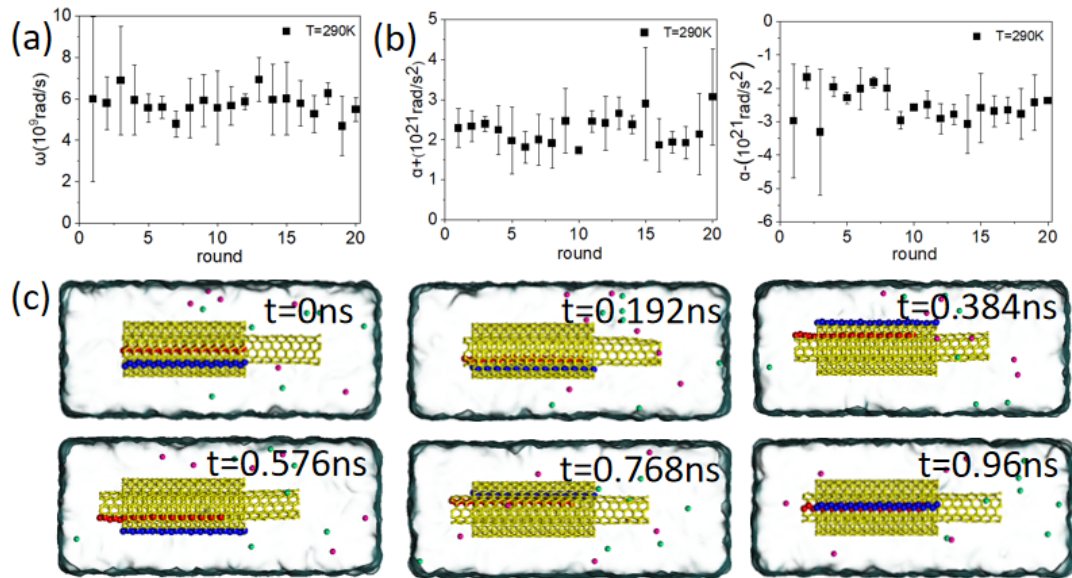 (a)
10
8
6
4
2
0
ω(10⁹rad/s)
T=290K
0 5 10 15 20
round
(b)
5
4
3
2
1
0
α+(10²¹rad/s2)
T=290K
0 5 10 15 20
round
-1
-2
-3
-4
-5
-6
α-(10²¹rad/s²)
T=290K
0 5 10 15 20
round
(c)
t=0ns
t=0.192ns
t=0.384ns
t=0.576ns
t=0.768ns
t=0.96ns